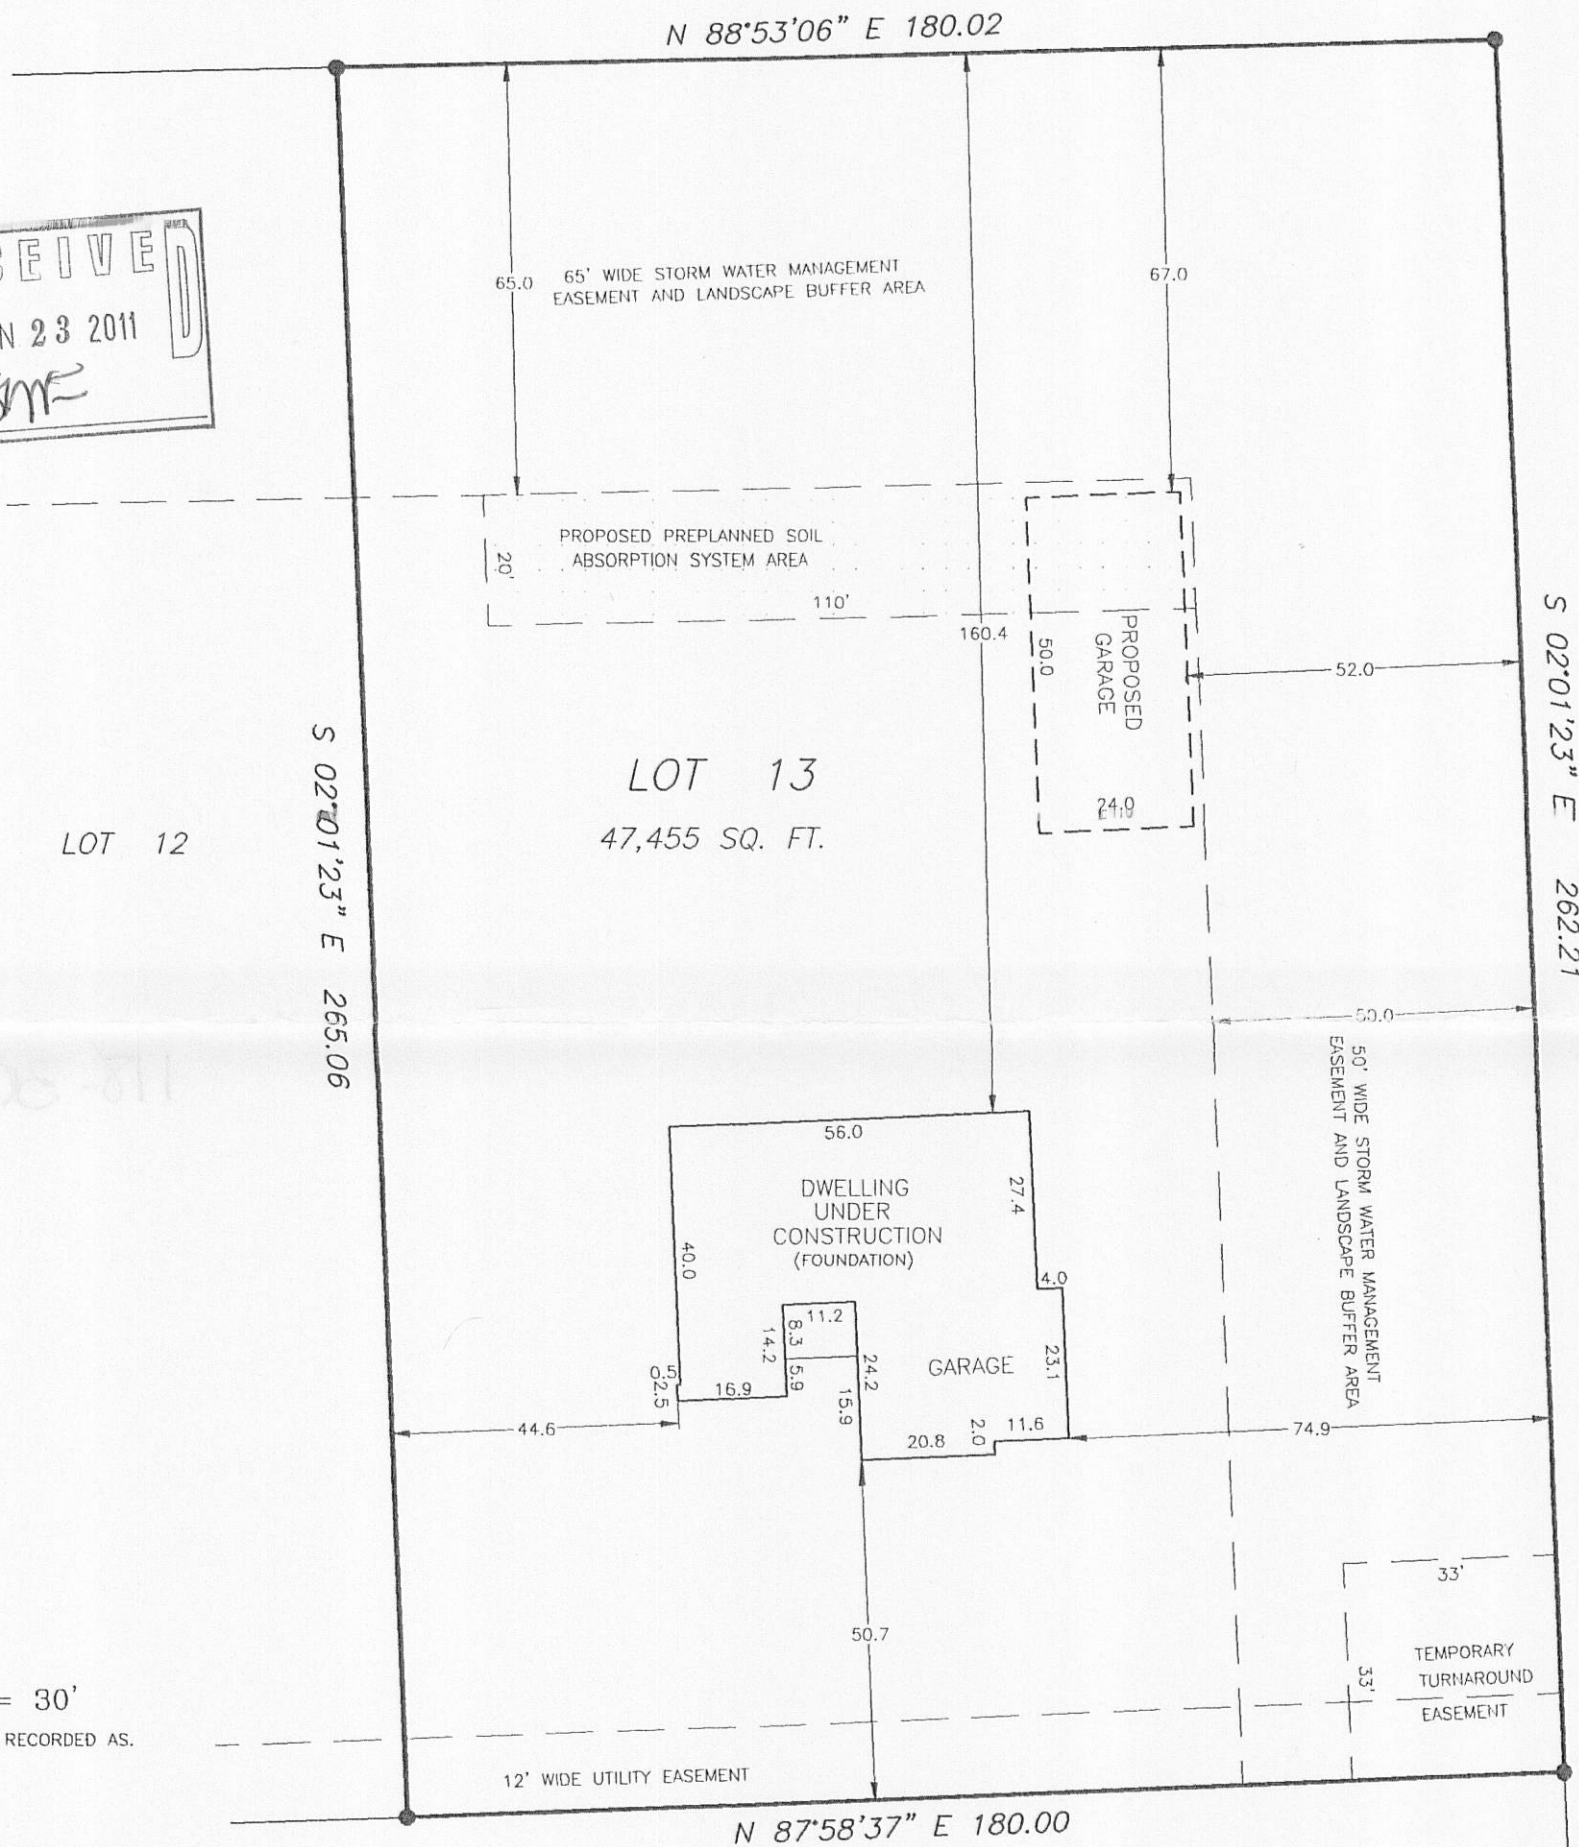 N 88°53'06" E 180.02
CEIVED
N 23 2011
65.0
65' WIDE STORM WATER MANAGEMENT
EASEMENT AND LANDSCAPE BUFFER AREA
67.0
PROPOSED PREPLANNED SOIL
ABSORPTION SYSTEM AREA
20'
110'
160.4
50.0
PROPOSED
GARAGE
24.0
52.0
S 02°01'23" E 262.21
S 02°01'23" E 265.06
LOT 13
47,455 SQ. FT.
LOT 12
50.0
50' WIDE STORM WATER MANAGEMENT
EASEMENT AND LANDSCAPE BUFFER AREA
56.0
DWELLING
UNDER
CONSTRUCTION
(FOUNDATION)
27.4
40.0
4.0
11.2
8.3
14.2
5.9
24.2
15.9
GARAGE
23.1
0.5
2.5
16.9
44.6
20.8
2.0
11.6
74.9
50.7
33'
33'
TEMPORARY
TURNAROUND
EASEMENT
= 30'
RECORDED AS.
12' WIDE UTILITY EASEMENT
N 87°58'37" E 180.00